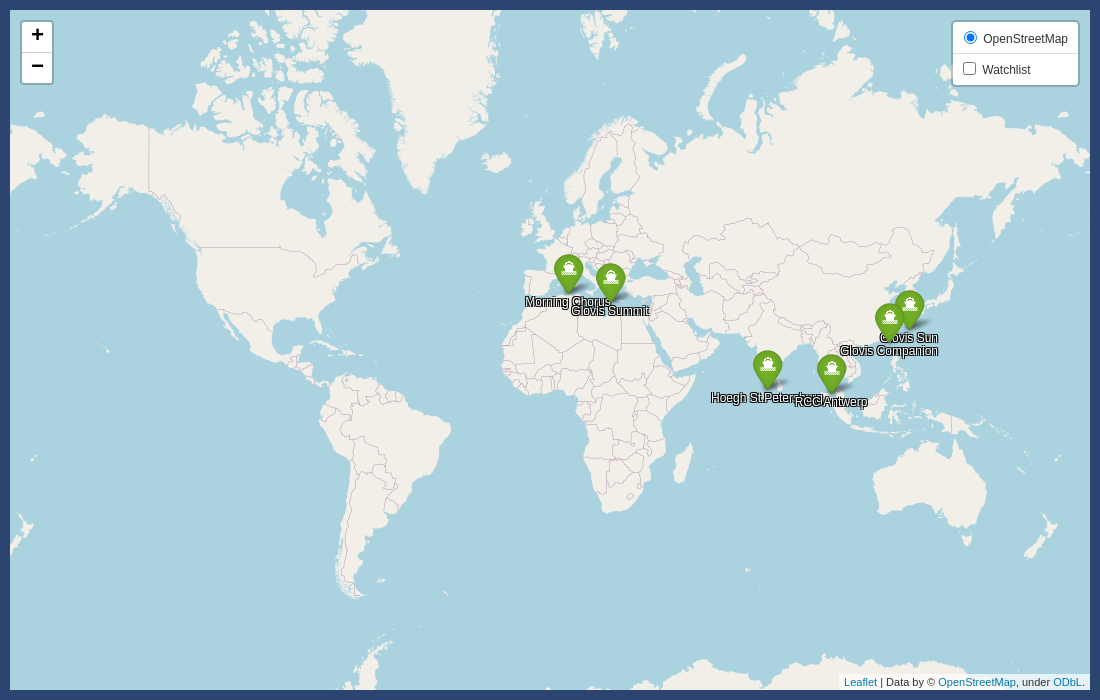 +
−
OpenStreetMap
Watchlist
Morning Chorus
Glovis Summit
Glovis Sun
Glovis Companion
Hoegh St.Petersburg
RCC Antwerp
Leaflet | Data by © OpenStreetMap, under ODbL.